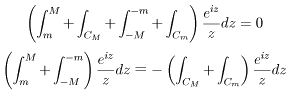 \left( \int_{m}^{M} + \int_{C_M} + \int_{-M}^{-m} + \int_{C_m} \right) \frac{e^{iz}}{z} dz = 0
\left( \int_{m}^{M} + \int_{-M}^{-m} \right) \frac{e^{iz}}{z} dz = - \left( \int_{C_M} + \int_{C_m} \right) \frac{e^{iz}}{z} dz